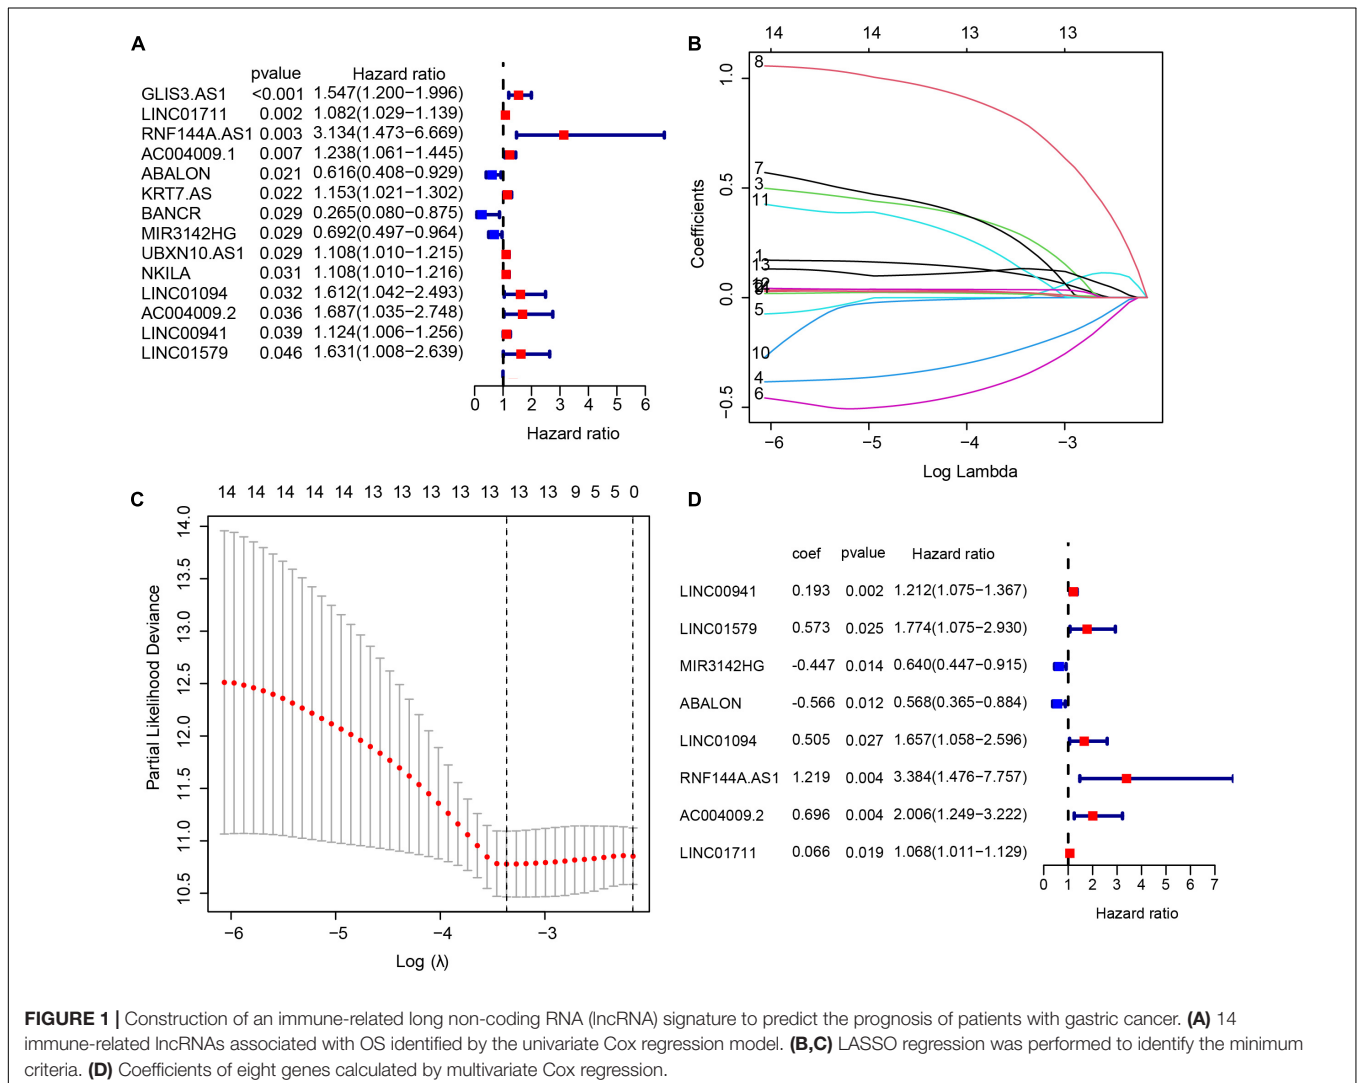 A
pvalue Hazard ratio
GLIS3.AS1 <0.001 1.547(1.200−1.996)
LINC01711 0.002 1.082(1.029−1.139)
RNF144A.AS1 0.003 3.134(1.473−6.669)
AC004009.1 0.007 1.238(1.061−1.445)
ABALON 0.021 0.616(0.408−0.929)
KRT7.AS 0.022 1.153(1.021−1.302)
BANCR 0.029 0.265(0.080−0.875)
MIR3142HG 0.029 0.692(0.497−0.964)
UBXN10.AS1 0.029 1.108(1.010−1.215)
NKILA 0.031 1.108(1.010−1.216)
LINC01094 0.032 1.612(1.042−2.493)
AC004009.2 0.036 1.687(1.035−2.748)
LINC00941 0.039 1.124(1.006−1.256)
LINC01579 0.046 1.631(1.008−2.639)
0 1 2 3 4 5 6
Hazard ratio
B
14 14 13 13
8
7
3
11
1
13
5
10
4
6
1.0
0.5
0.0
−0.5
Coefficients
−6 −5 −4 −3
Log Lambda
C
14 14 14 14 14 13 13 13 13 13 13 13 9 5 5 0
14.0
13.5
13.0
12.5
12.0
11.5
11.0
10.5
Partial Likelihood Deviance
−6 −5 −4 −3
Log (λ)
D
coef pvalue Hazard ratio
LINC00941 0.193 0.002 1.212(1.075−1.367)
LINC01579 0.573 0.025 1.774(1.075−2.930)
MIR3142HG -0.447 0.014 0.640(0.447−0.915)
ABALON -0.566 0.012 0.568(0.365−0.884)
LINC01094 0.505 0.027 1.657(1.058−2.596)
RNF144A.AS1 1.219 0.004 3.384(1.476−7.757)
AC004009.2 0.696 0.004 2.006(1.249−3.222)
LINC01711 0.066 0.019 1.068(1.011−1.129)
0 1 2 3 4 5 6 7
Hazard ratio
FIGURE 1 | Construction of an immune-related long non-coding RNA (lncRNA) signature to predict the prognosis of patients with gastric cancer. (A) 14
immune-related lncRNAs associated with OS identified by the univariate Cox regression model. (B,C) LASSO regression was performed to identify the minimum
criteria. (D) Coefficients of eight genes calculated by multivariate Cox regression.